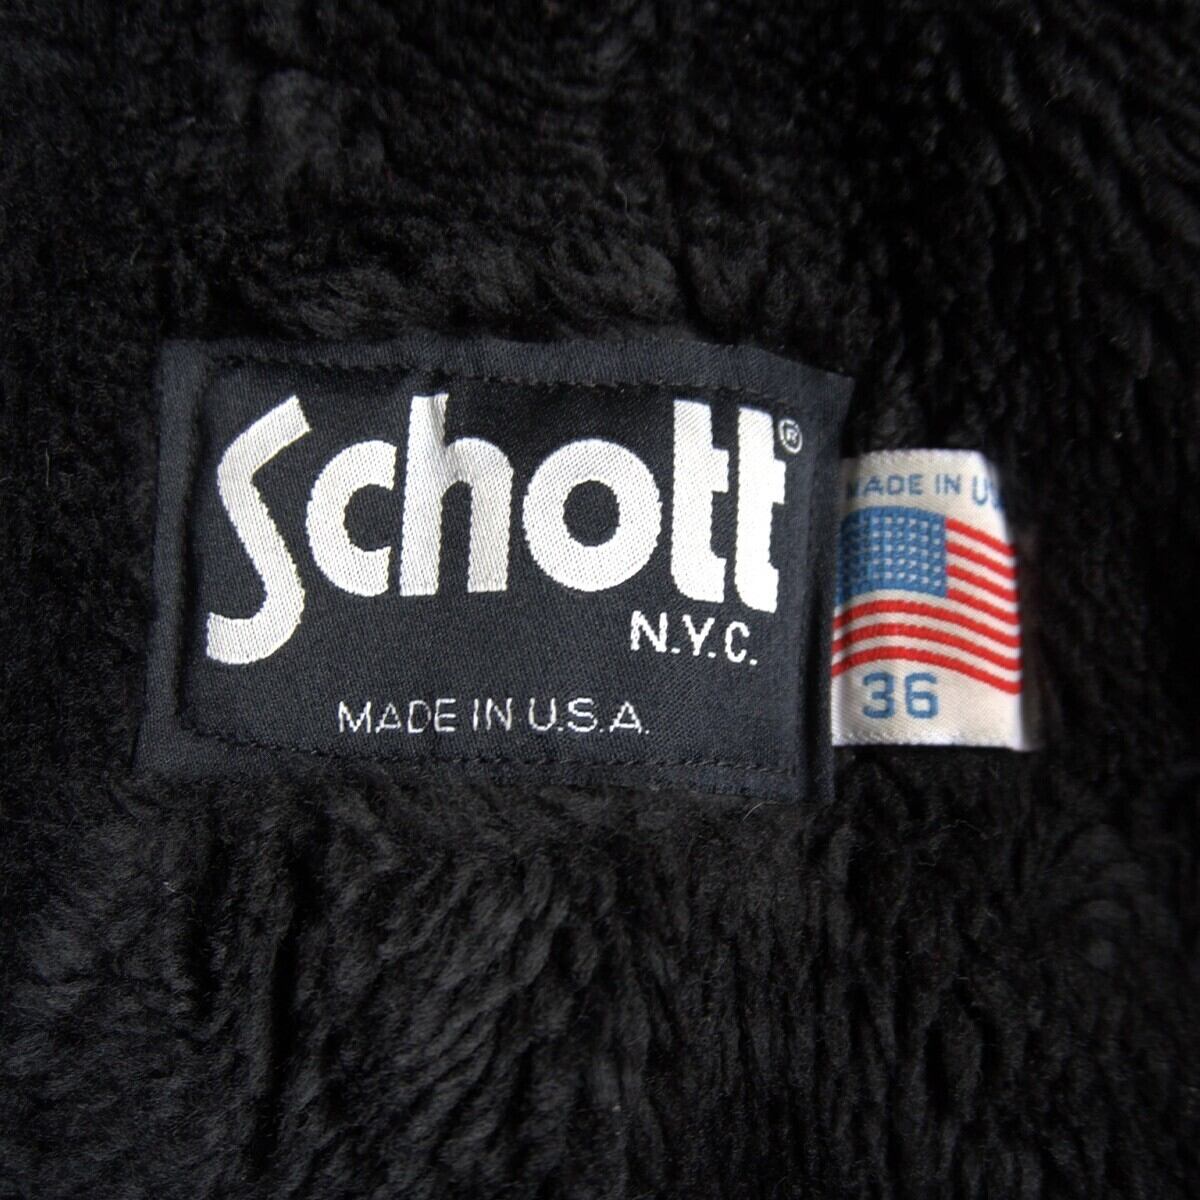 Schott®
N.Y.C.
MADE IN U.S.A.
MADE IN
36